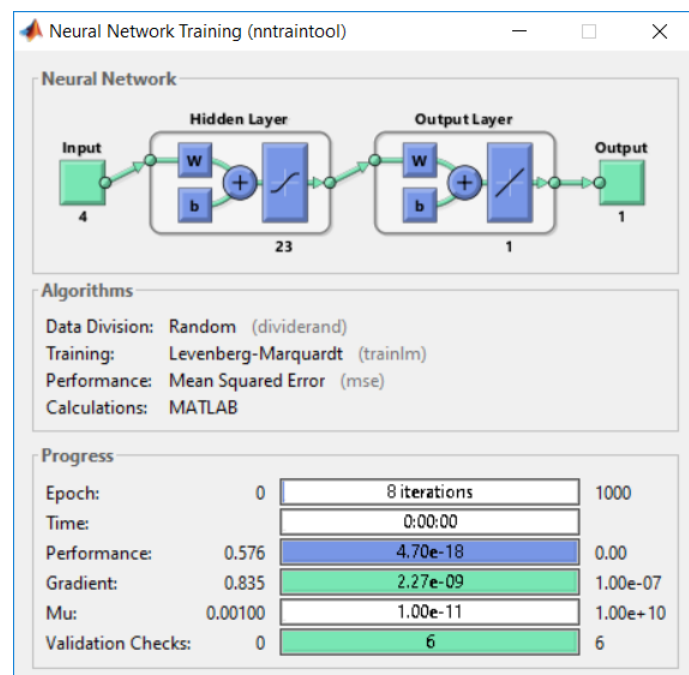 Neural Network Training (nntraintool)
Neural Network
Hidden Layer Output Layer
Input Output
W W
b b
4 23 1 1
Algorithms
Data Division: Random (dividerand)
Training: Levenberg-Marquardt (trainlm)
Performance: Mean Squared Error (mse)
Calculations: MATLAB
Progress
Epoch: 0 8 iterations 1000
Time: 0:00:00
Performance: 0.576 4.70e-18 0.00
Gradient: 0.835 2.27e-09 1.00e-07
Mu: 0.00100 1.00e-11 1.00e+10
Validation Checks: 0 6 6